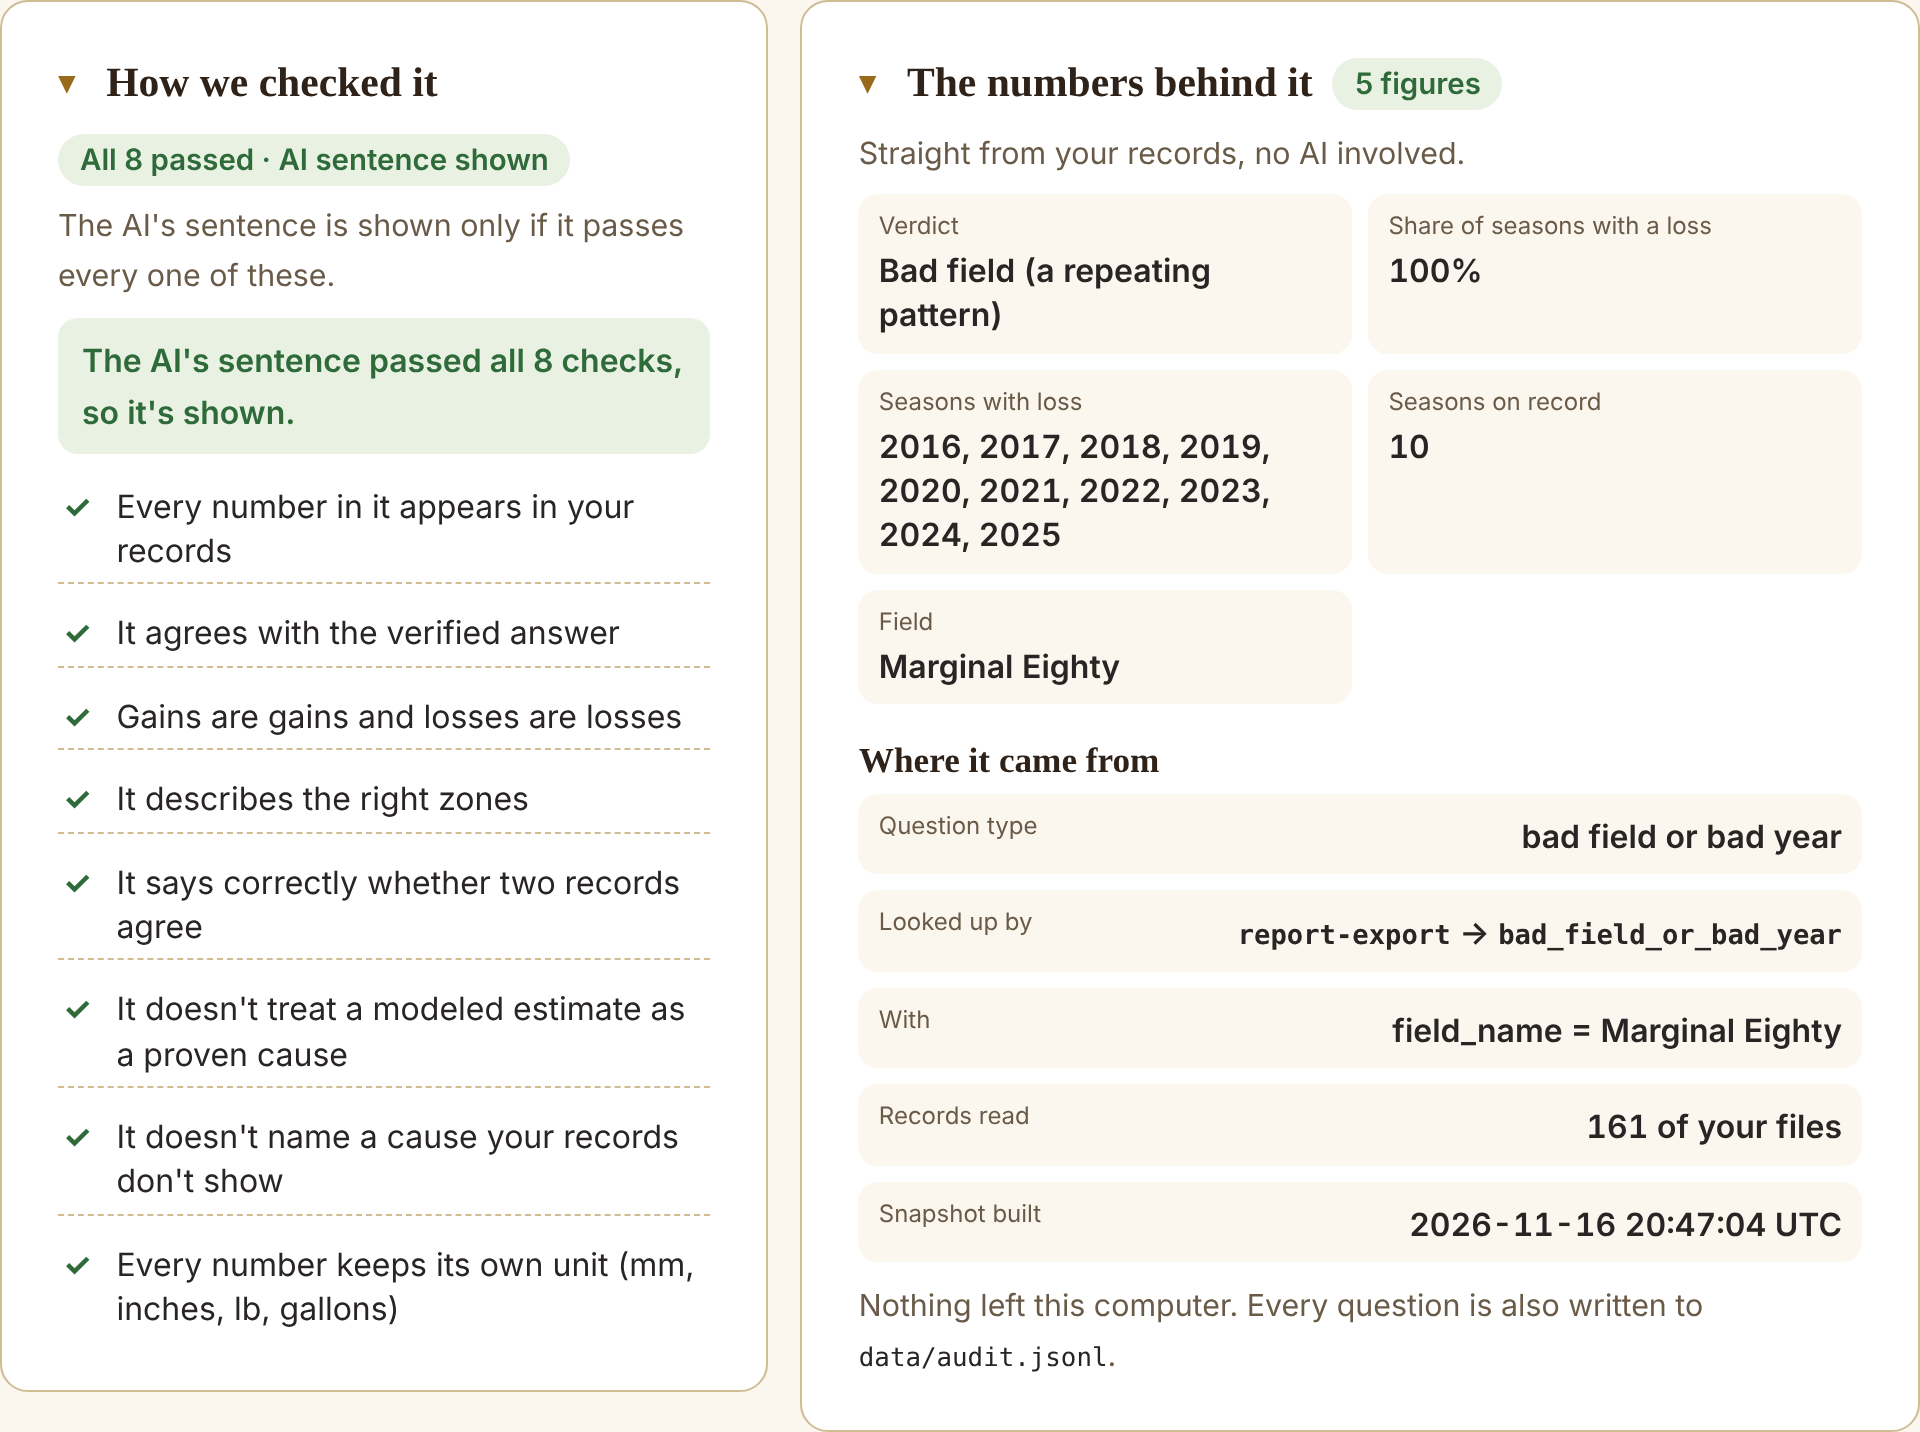 How we checked it
All 8 passed · AI sentence shown
The AI's sentence is shown only if it passes
every one of these.
The AI's sentence passed all 8 checks,
so it's shown.
Every number in it appears in your
records
It agrees with the verified answer
Gains are gains and losses are losses
It describes the right zones
It says correctly whether two records
agree
It doesn't treat a modeled estimate as
a proven cause
It doesn't name a cause your records
don't show
Every number keeps its own unit (mm,
inches, lb, gallons)
The numbers behind it
5 figures
Straight from your records, no AI involved.
Verdict
Bad field (a repeating
pattern)
Share of seasons with a loss
100%
Seasons with loss
2016, 2017, 2018, 2019,
2020, 2021, 2022, 2023,
2024, 2025
Seasons on record
10
Field
Marginal Eighty
Where it came from
Question type
bad field or bad year
Looked up by
report-export → bad_field_or_bad_year
With
field_name = Marginal Eighty
Records read
161 of your files
Snapshot built
2026-11-16 20:47:04 UTC
Nothing left this computer. Every question is also written to
data/audit.jsonl.